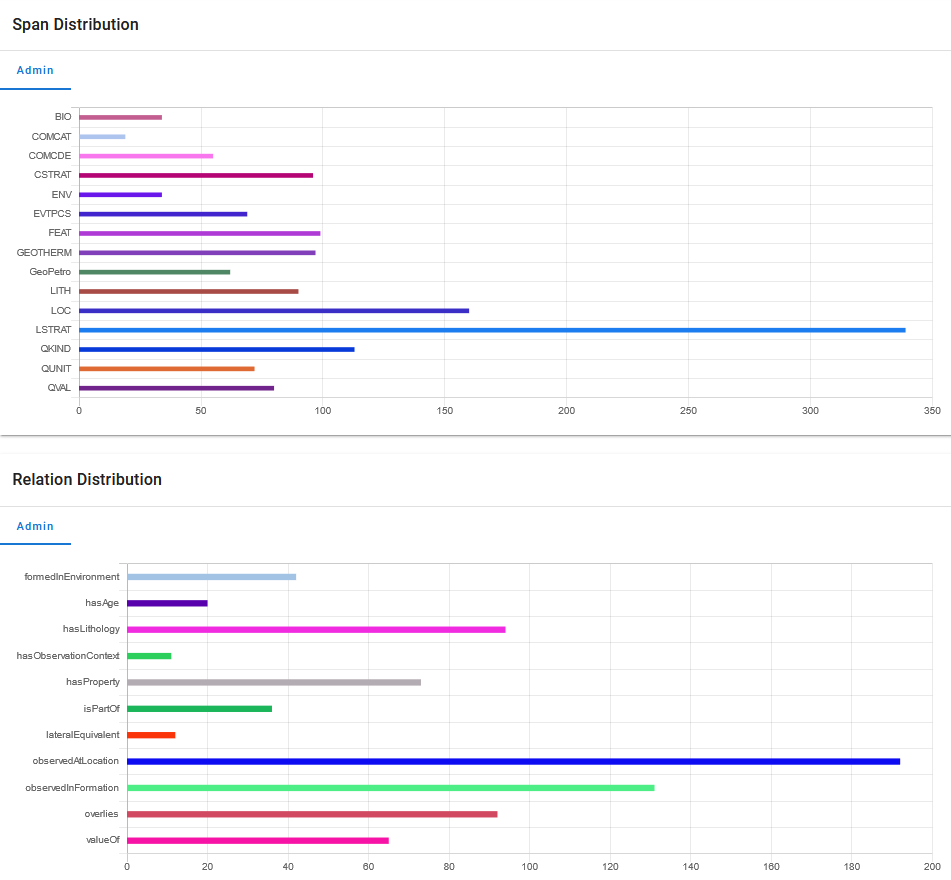 Span Distribution
Admin
BIO
COMCAT
COMCDE
CSTRAT
ENV
EVTPCS
FEAT
GEOTHERM
GeoPetro
LITH
LOC
LSTRAT
QKIND
QUNIT
QVAL
0 50 100 150 200 250 300 350
Relation Distribution
Admin
formedInEnvironment
hasAge
hasLithology
hasObservationContext
hasProperty
isPartOf
lateralEquivalent
observedAtLocation
observedInFormation
overlies
valueOf
0 20 40 60 80 100 120 140 160 180 200